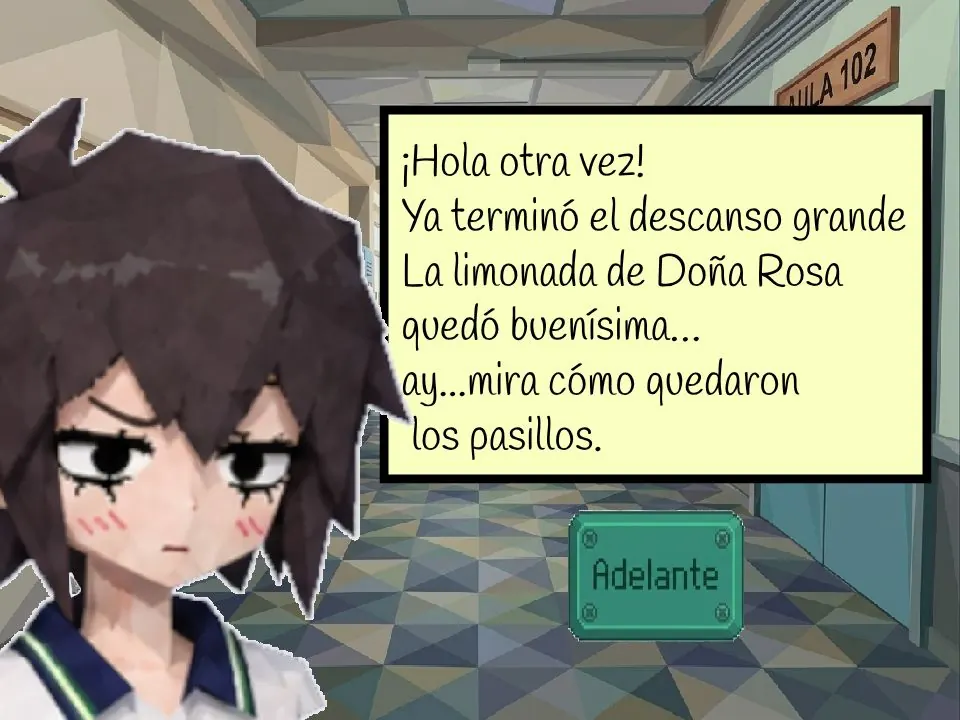 AULA 102
¡Hola otra vez!
Ya terminó el descanso grande
La limonada de Doña Rosa
quedó buenísima...
ay...mira cómo quedaron
los pasillos.
Adelante